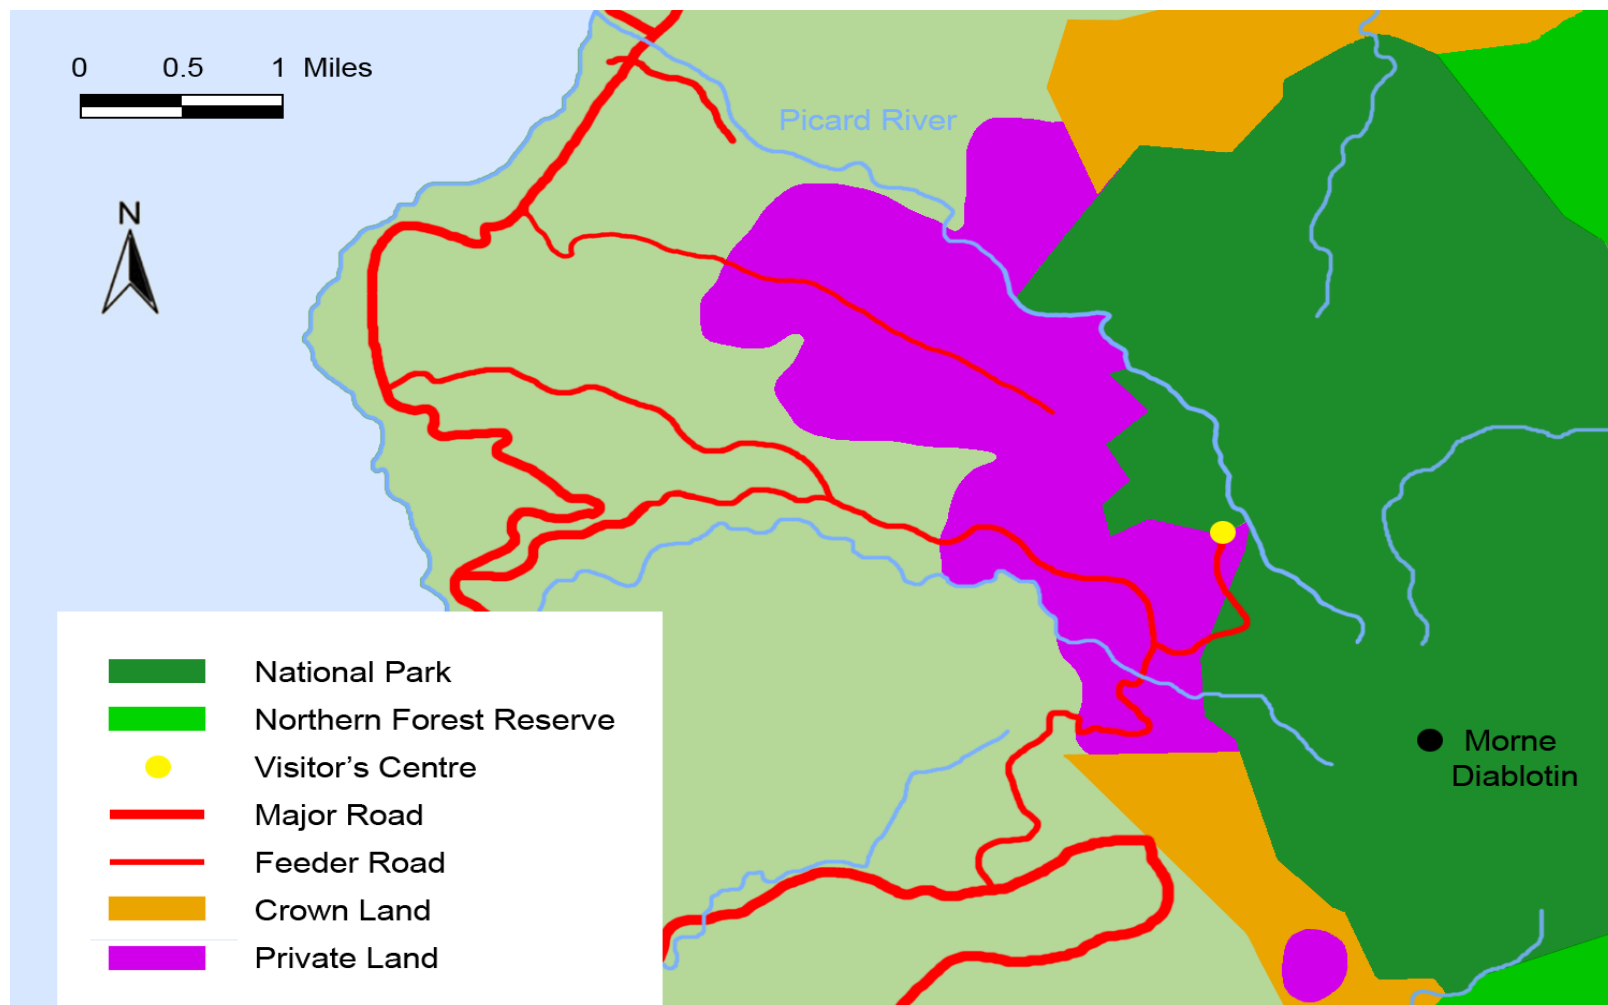 0 0.5 1 Miles
Picard River
N
National Park
Northern Forest Reserve
Visitor's Centre
Major Road
Feeder Road
Crown Land
Private Land
Morne
Diablotin